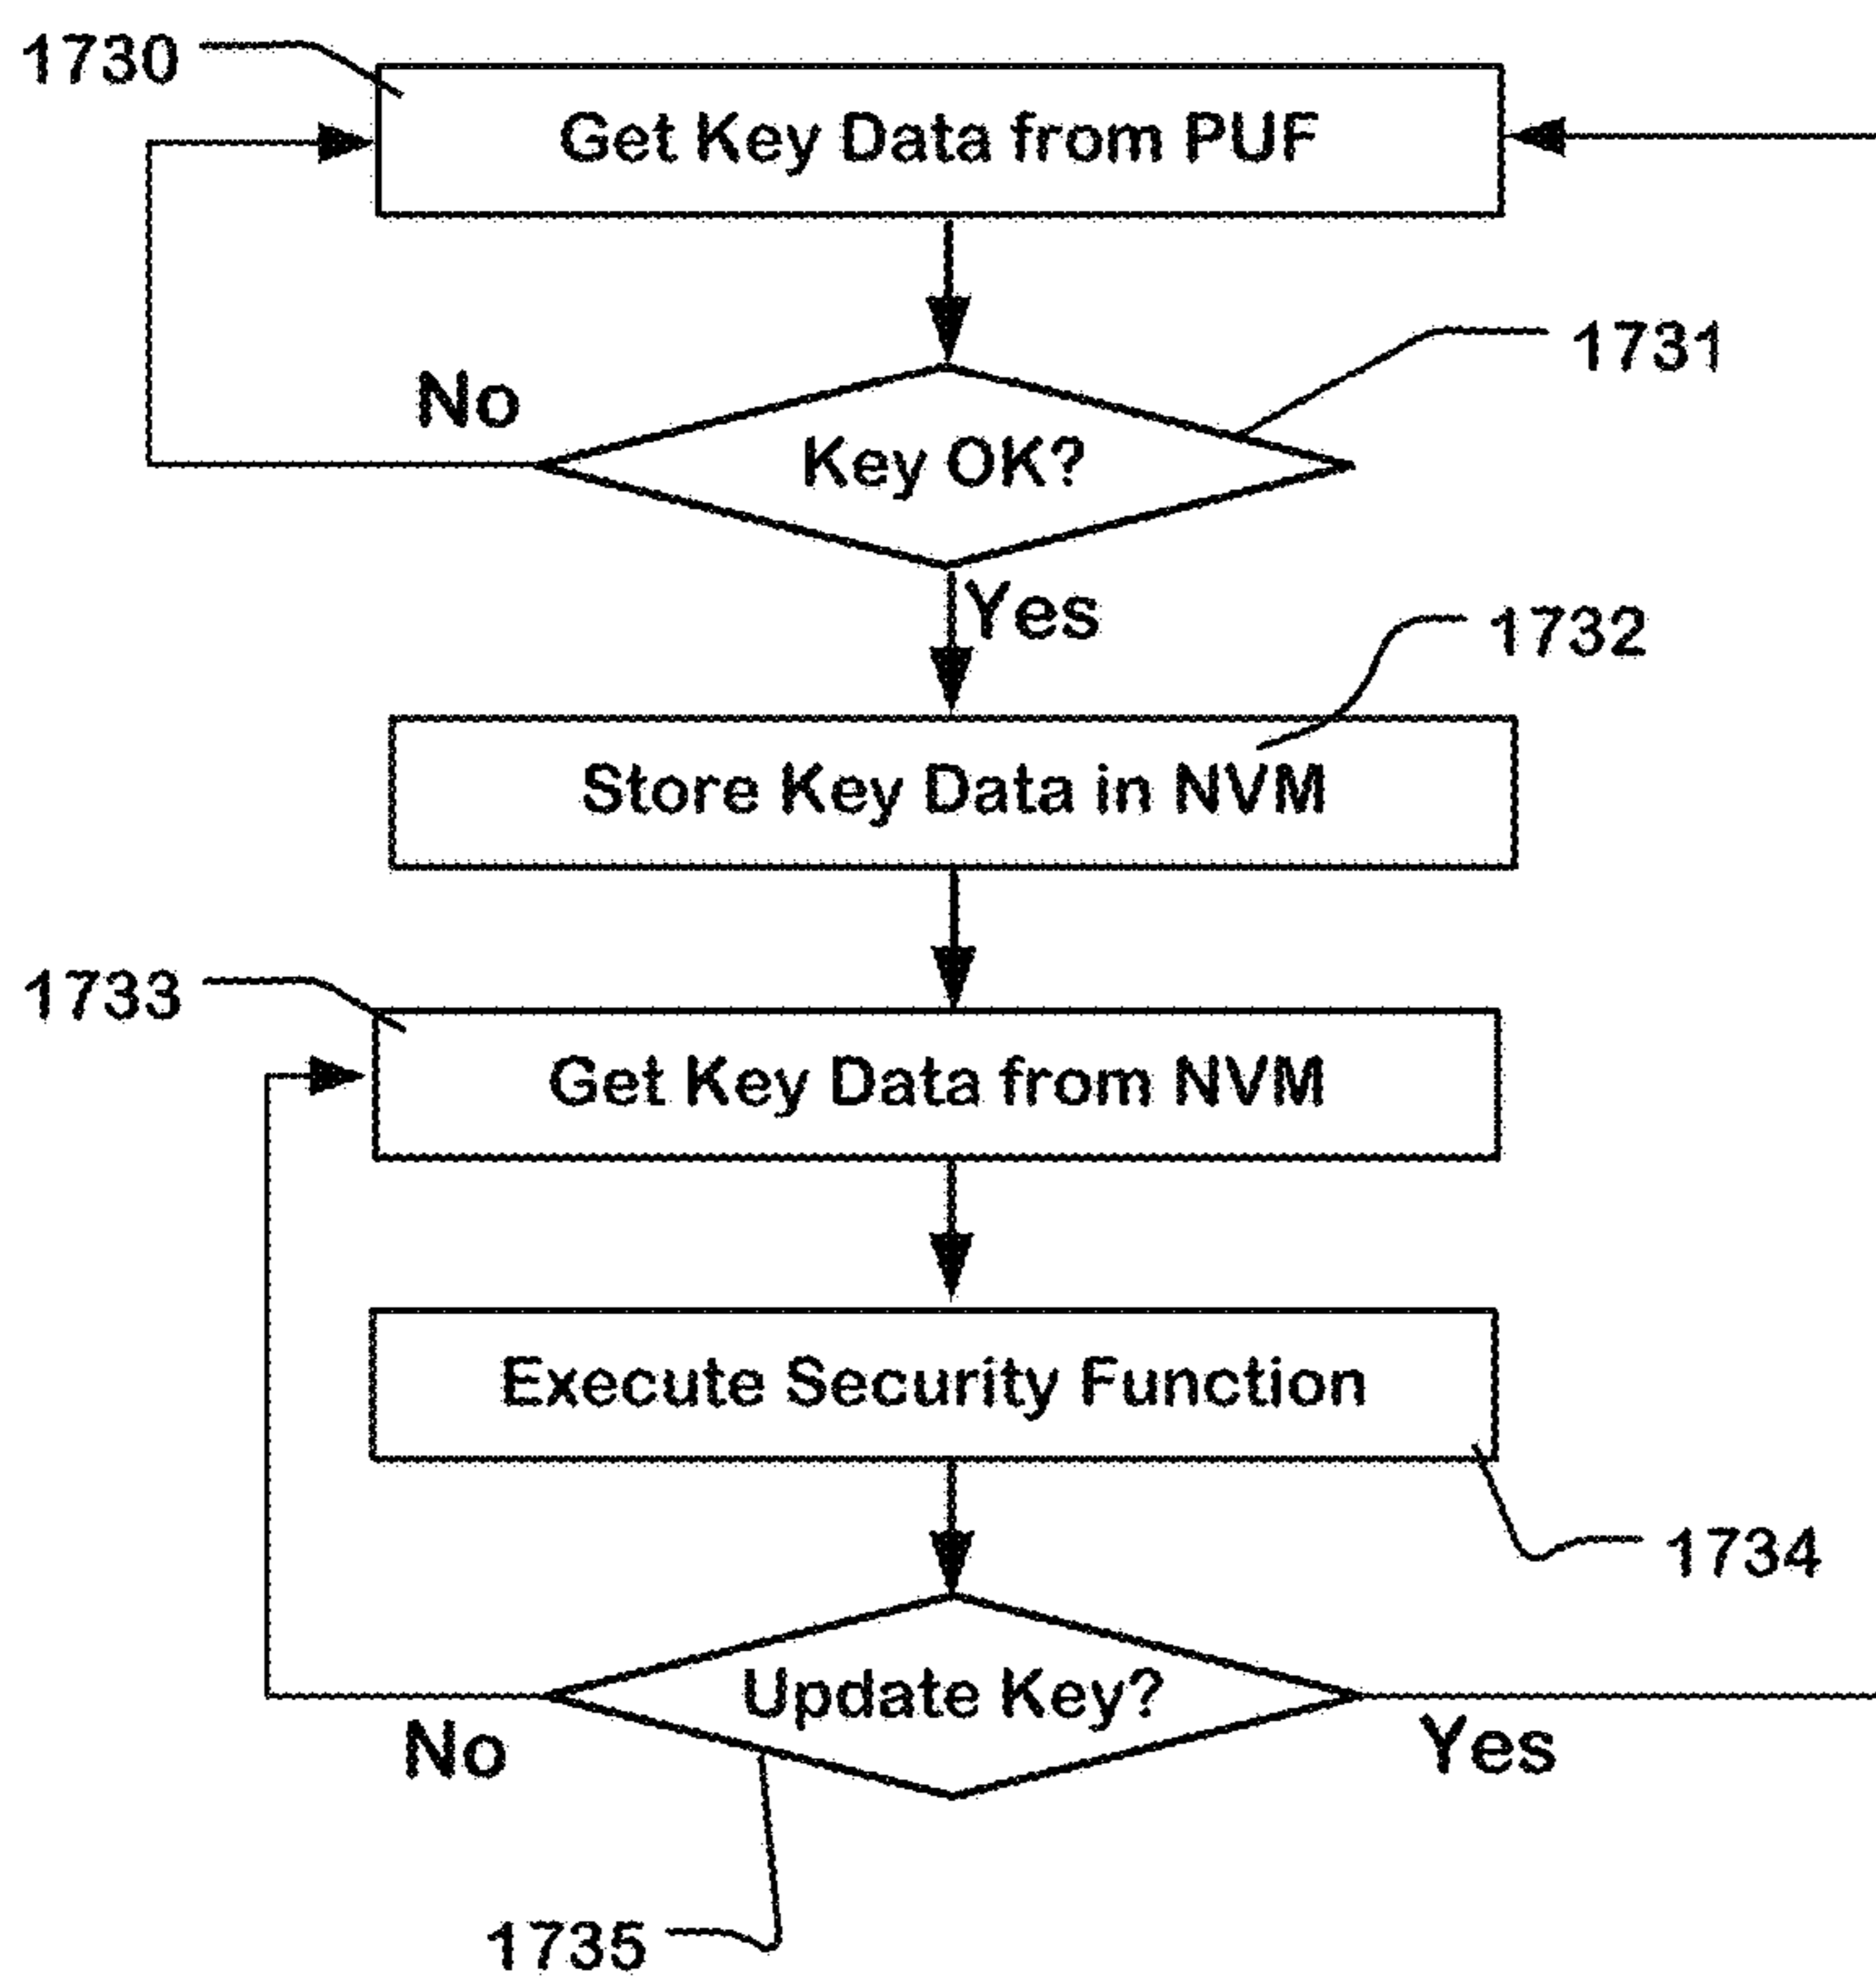 1730
Get Key Data from PUF
1731
No
Key OK?
Yes
1732
Store Key Data in NVM
1733
Get Key Data from NVM
Execute Security Function
1734
Update Key?
No
Yes
1735